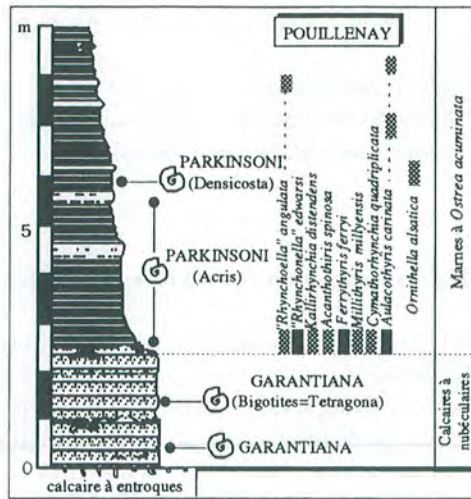 m
POUILLENAY
PARKINSONI
(Densicosta)
5
PARKINSONI
(Acris)
"Rhynchoella" angulata
"Rhynchonella" edwarsi
Kallirhynchia distendens
Acanthothiris spinosa
Ferrythyris ferryi
Millithyris millyensis
Cymathorhynchia quadriplicata
Aulacothyris carinata
Ornithella alsatica
Marnes à Ostrea acuminata
GARANTIANA
(Bigotites=Tetragona)
GARANTIANA
Calcaires à
nubéculaires
0
calcaire à entroques